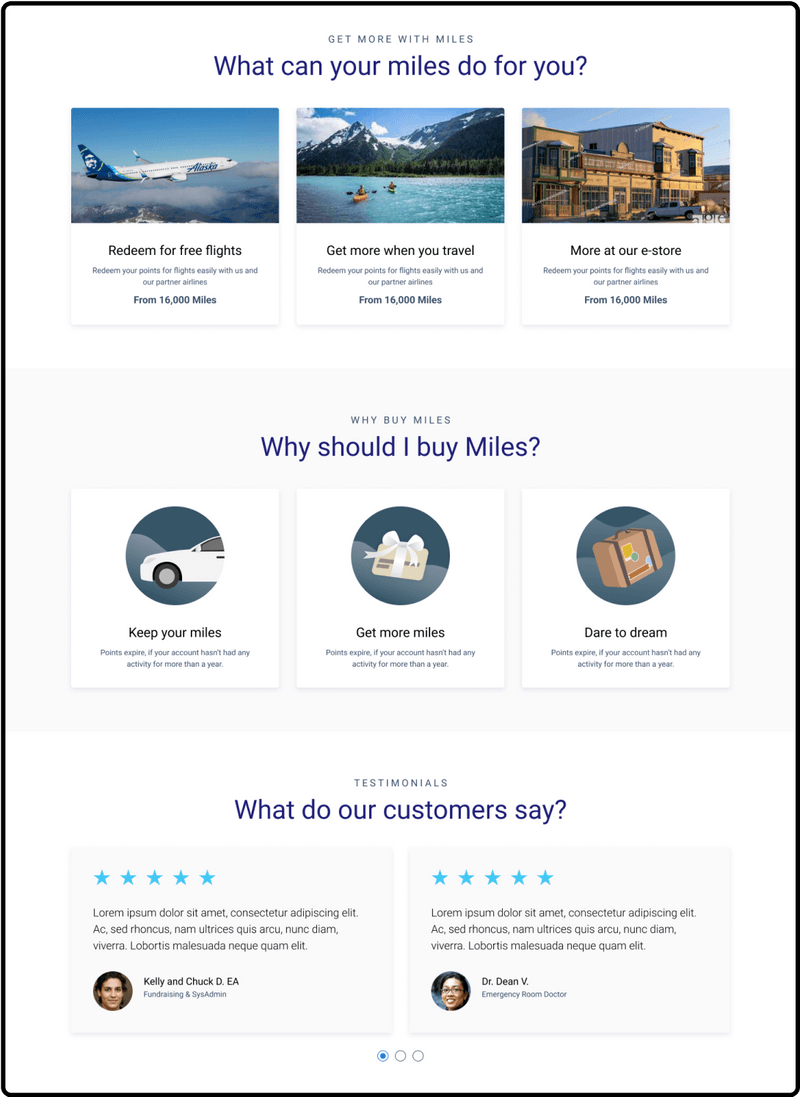 GET MORE WITH MILES
What can your miles do for you?
Alaska
Redeem for free flights
Redeem your points for flights easily with us and
our partner airlines
From 16,000 Miles
Get more when you travel
Redeem your points for flights easily with us and
our partner airlines
From 16,000 Miles
More at our e-store
Redeem your points for flights easily with us and
our partner airlines
From 16,000 Miles
WHY BUY MILES
Why should I buy Miles?
Keep your miles
Points expire, if your account hasn't had any
activity for more than a year.
Get more miles
Points expire, if your account hasn't had any
activity for more than a year.
Dare to dream
Points expire, if your account hasn't had any
activity for more than a year.
TESTIMONIALS
What do our customers say?
Lorem ipsum dolor sit amet, consectetur adipiscing elit.
Ac, sed rhoncus, nam ultrices quis arcu, nunc diam,
viverra. Lobortis malesuada neque quam elit.
Kelly and Chuck D. EA
Fundraising & SysAdmin
Lorem ipsum dolor sit amet, consectetur adipiscing elit.
Ac, sed rhoncus, nam ultrices quis arcu, nunc diam,
viverra. Lobortis malesuada neque quam elit.
Dr. Dean V.
Emergency Room Doctor